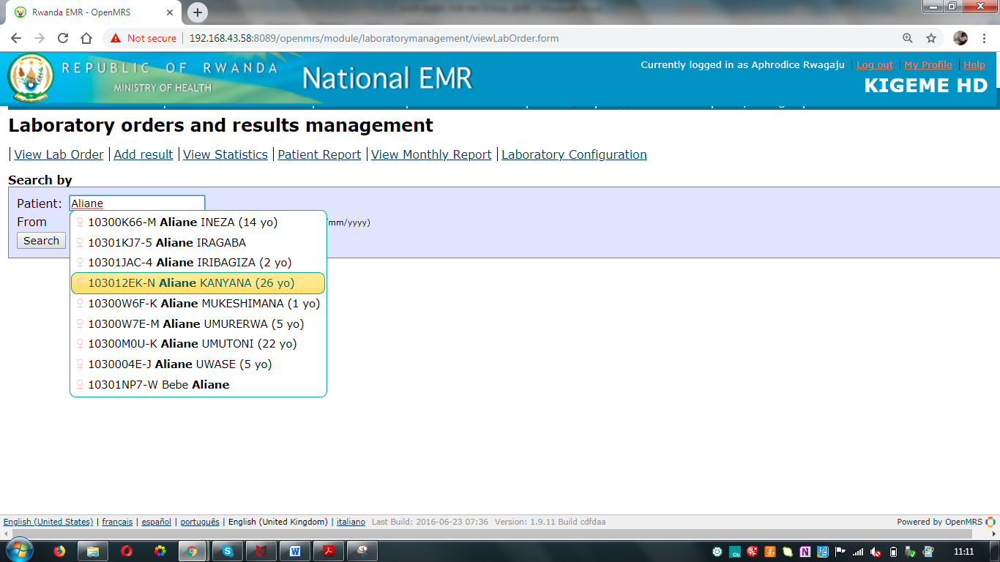 Rwanda EMR - OpenMRS
Not secure 192.168.43.58:8089/openmrs/module/laboratorymanagement/viewLabOrder.form
REPUBLIC OF RWANDA
MINISTRY OF HEALTH
National EMR
Currently logged in as Aphrodice Rwagaju | Log out | My Profile | Help
KIGEME HD
Laboratory orders and results management
View Lab Order | Add result | View Statistics | Patient Report | View Monthly Report | Laboratory Configuration
Search by
Patient: Aliane
From mm/yyyy)
Search
10300K66-M Aliane INEZA (14 yo)
10301KJ7-5 Aliane IRAGABA
10301JAC-4 Aliane IRIBAGIZA (2 yo)
103012EK-N Aliane KANYANA (26 yo)
10300W6F-K Aliane MUKESHIMANA (1 yo)
10300W7E-M Aliane UMURERWA (5 yo)
10300M0U-K Aliane UMUTONI (22 yo)
1030004E-J Aliane UWASE (5 yo)
10301NP7-W Bebe Aliane
English (United States) | français | español | português | English (United Kingdom) | italiano Last Build: 2016-06-23 07:36 Version: 1.9.11 Build cdfdaa
Powered by OpenMRS
11:11